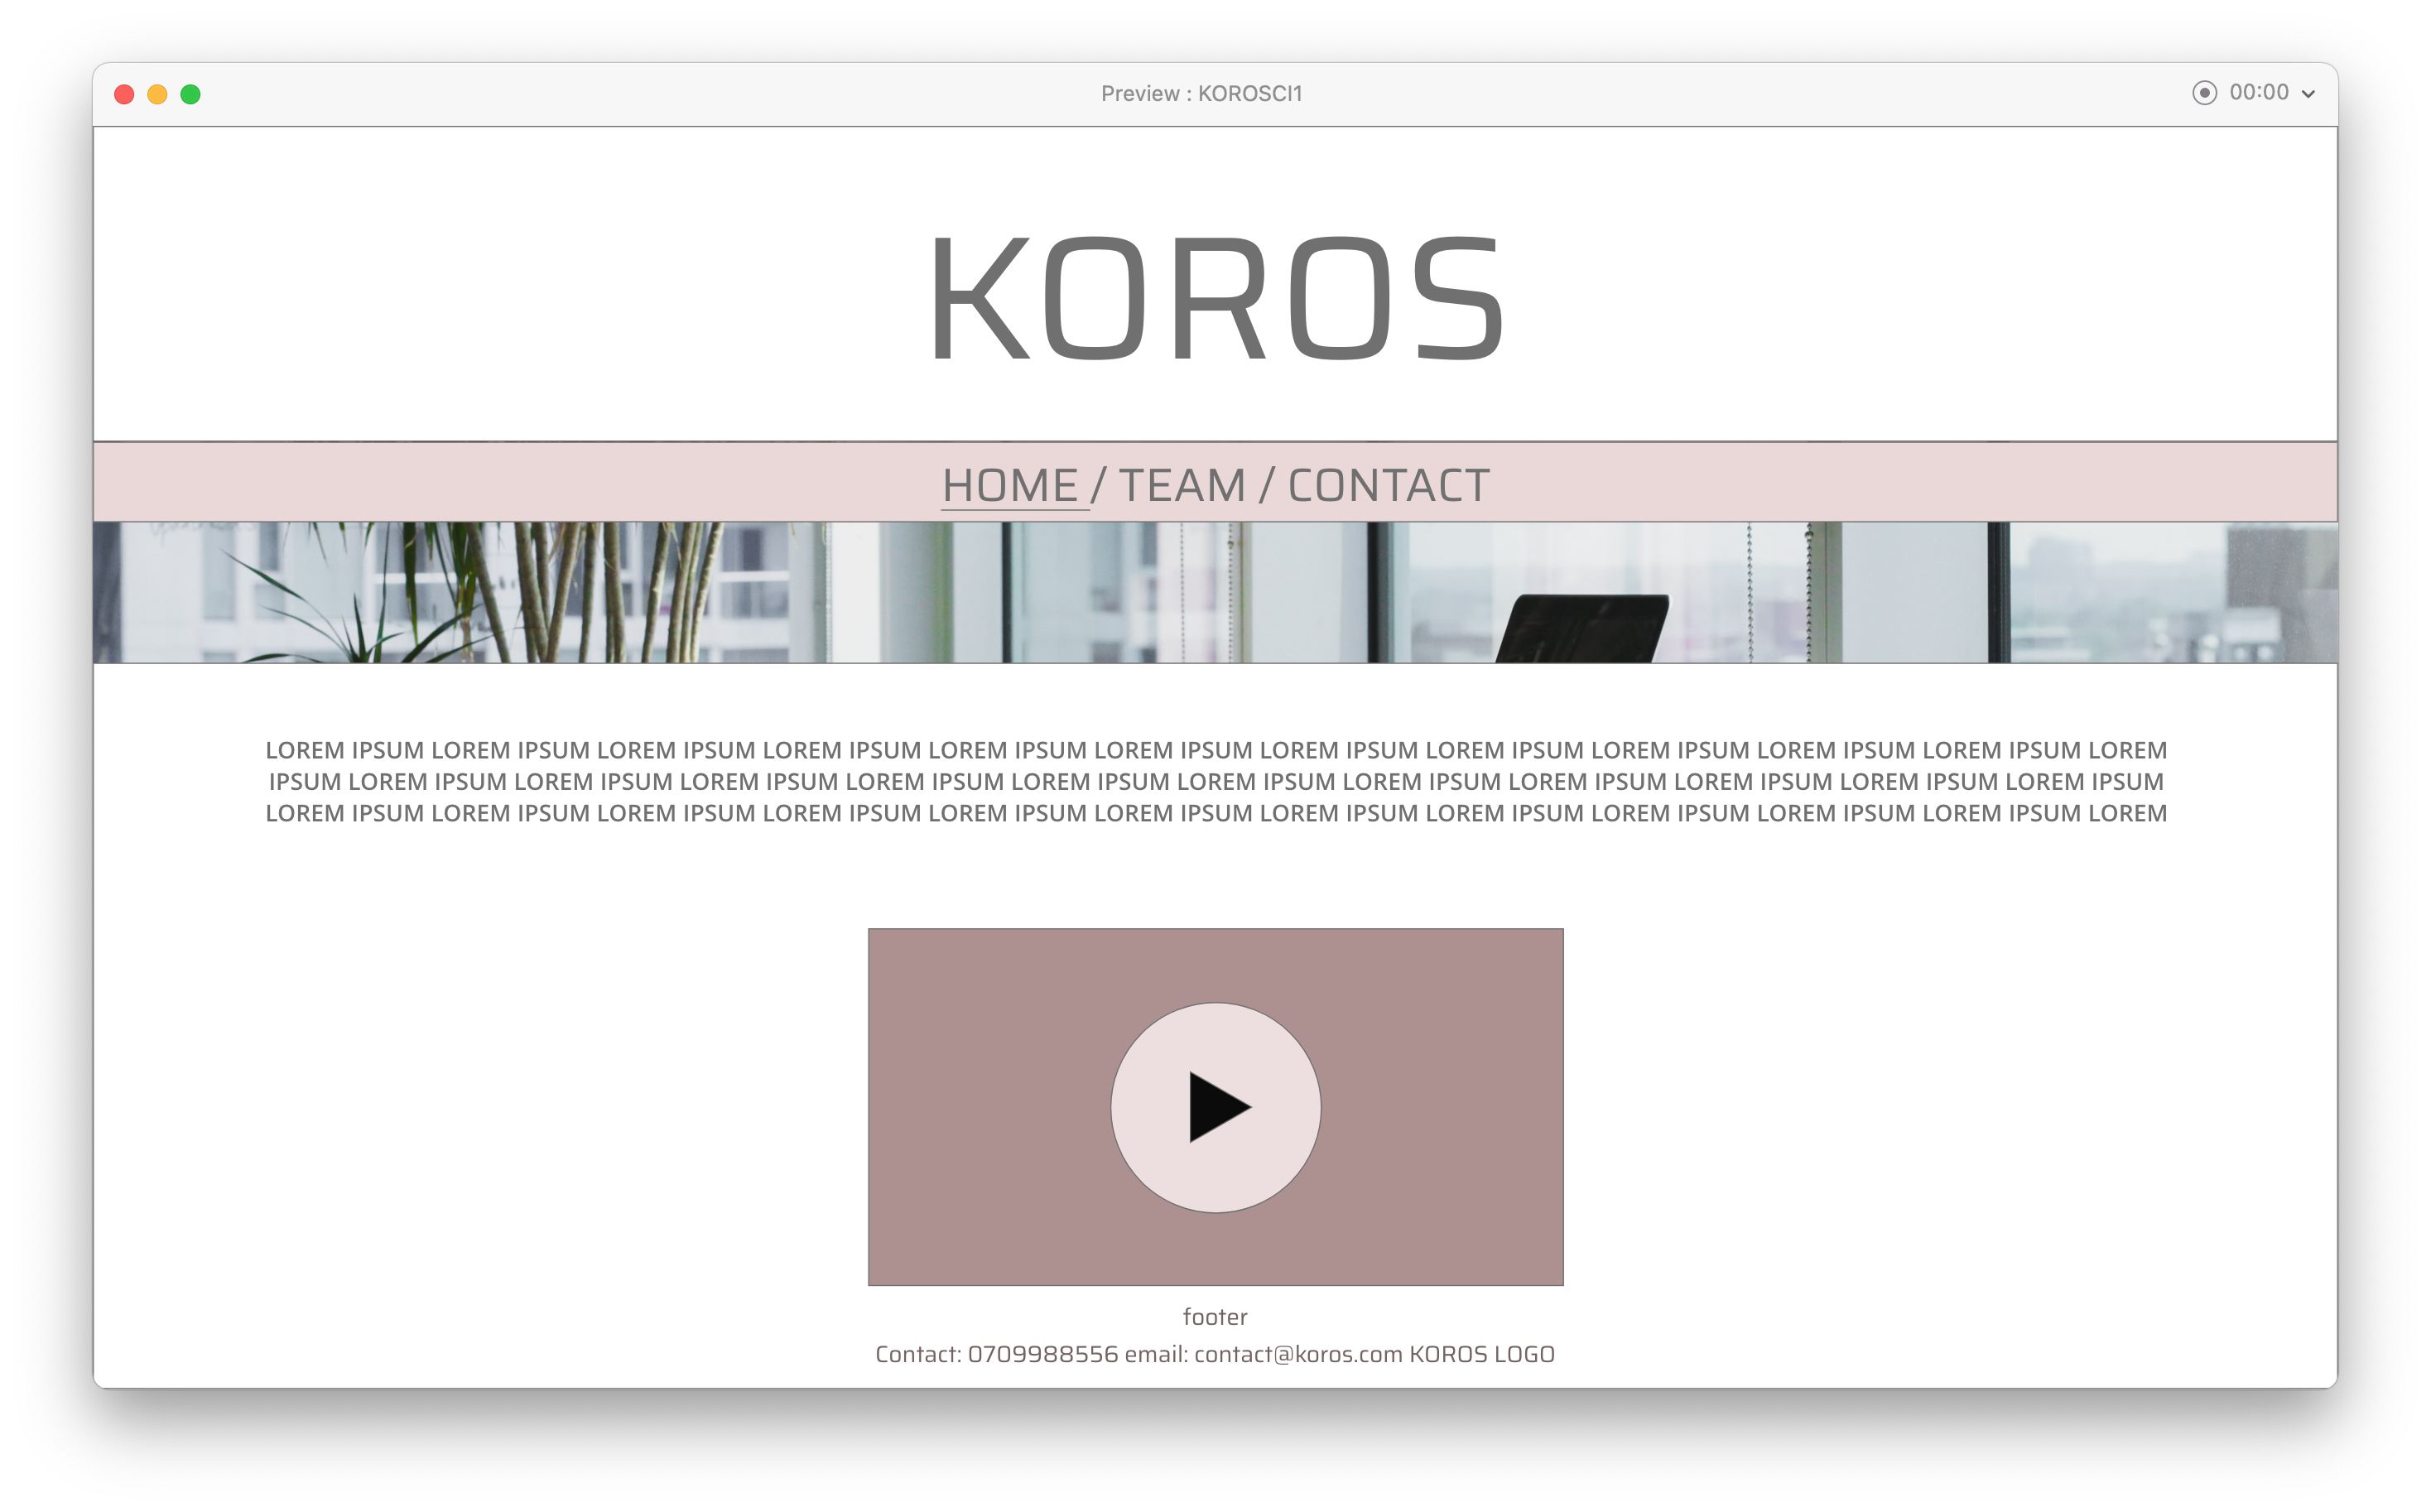 Preview : KOROSCI1
00:00
KOROS
HOME / TEAM / CONTACT
LOREM IPSUM LOREM IPSUM LOREM IPSUM LOREM IPSUM LOREM IPSUM LOREM IPSUM LOREM IPSUM LOREM IPSUM LOREM IPSUM LOREM IPSUM LOREM IPSUM LOREM
IPSUM LOREM IPSUM LOREM IPSUM LOREM IPSUM LOREM IPSUM LOREM IPSUM LOREM IPSUM LOREM IPSUM LOREM IPSUM LOREM IPSUM LOREM IPSUM LOREM IPSUM
LOREM IPSUM LOREM IPSUM LOREM IPSUM LOREM IPSUM LOREM IPSUM LOREM IPSUM LOREM IPSUM LOREM IPSUM LOREM IPSUM LOREM IPSUM LOREM IPSUM LOREM
footer
Contact: 0709988556 email: contact@koros.com KOROS LOGO